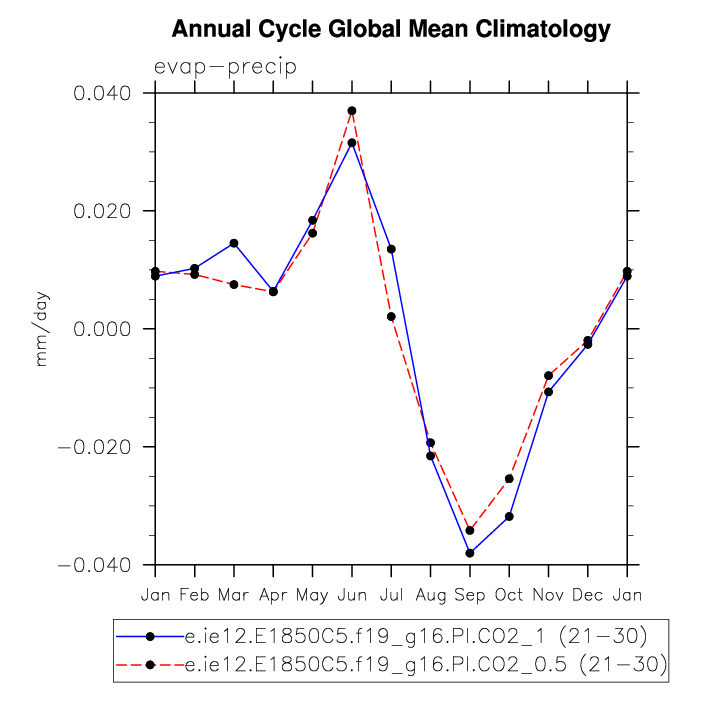 Annual Cycle Global Mean Climatology
evap-precip
0.040
0.020
0.000
-0.020
-0.040
mm/day
Jan Feb Mar Apr May Jun Jul Aug Sep Oct Nov Dec Jan
e.ie12.E1850C5.f19_g16.PI.CO2_1 (21-30)
e.ie12.E1850C5.f19_g16.PI.CO2_0.5 (21-30)